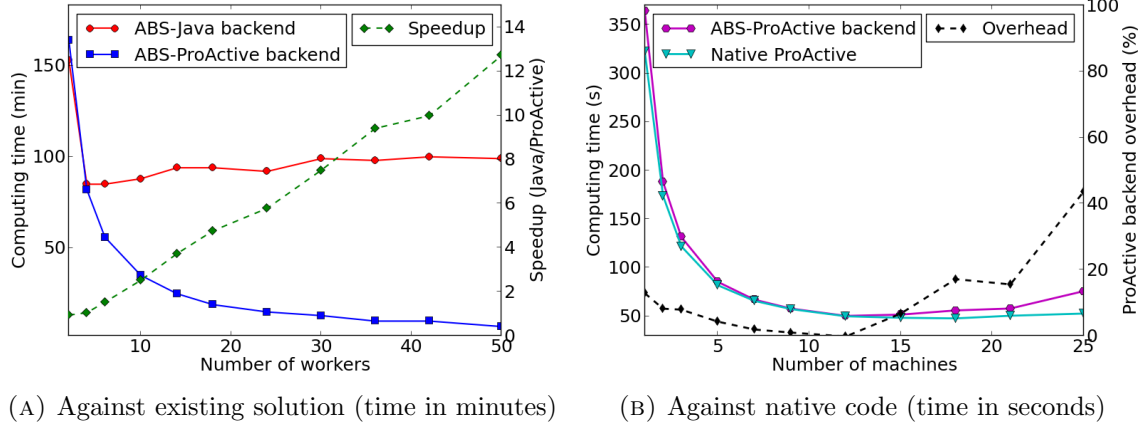 ABS-Java backend
ABS-ProActive backend
Speedup
Computing time (min)
150
100
50
Speedup (Java/ProActive)
14
12
10
8
6
4
2
0
10
20
30
40
50
Number of workers
(A) Against existing solution (time in minutes)
ABS-ProActive backend
Native ProActive
Overhead
Computing time (s)
350
300
250
200
150
100
50
ProActive backend overhead (%)
100
80
60
40
20
0
5
10
15
20
25
Number of machines
(B) Against native code (time in seconds)